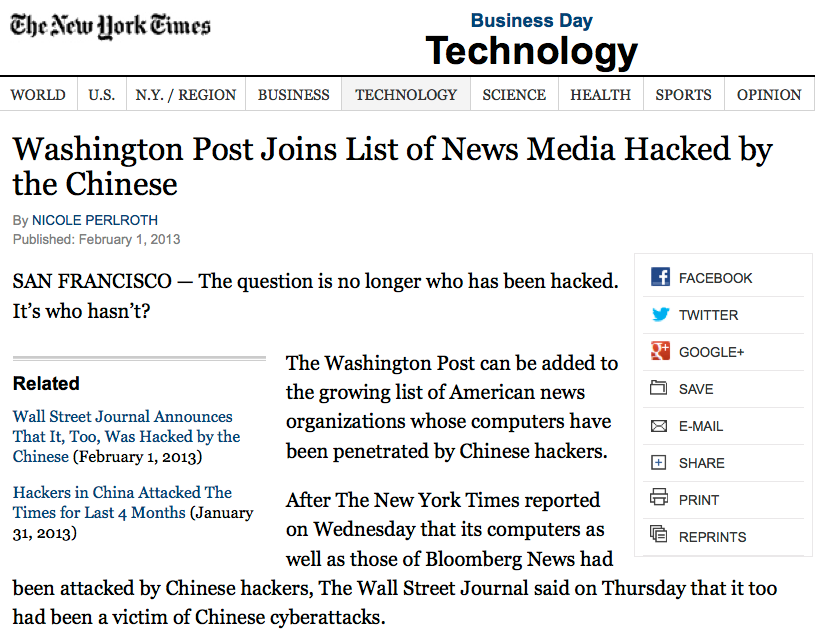 The New York Times
Business Day
Technology
WORLD U.S. N.Y. / REGION BUSINESS TECHNOLOGY SCIENCE HEALTH SPORTS OPINION
Washington Post Joins List of News Media Hacked by
the Chinese
By NICOLE PERLROTH
Published: February 1, 2013
SAN FRANCISCO — The question is no longer who has been hacked.
It’s who hasn’t?
FACEBOOK
TWITTER
GOOGLE+
SAVE
E-MAIL
SHARE
PRINT
REPRINTS
Related
Wall Street Journal Announces
That It, Too, Was Hacked by the
Chinese (February 1, 2013)
Hackers in China Attacked The
Times for Last 4 Months (January
31, 2013)
The Washington Post can be added to
the growing list of American news
organizations whose computers have
been penetrated by Chinese hackers.
After The New York Times reported
on Wednesday that its computers as
well as those of Bloomberg News had
been attacked by Chinese hackers, The Wall Street Journal said on Thursday that it too
had been a victim of Chinese cyberattacks.